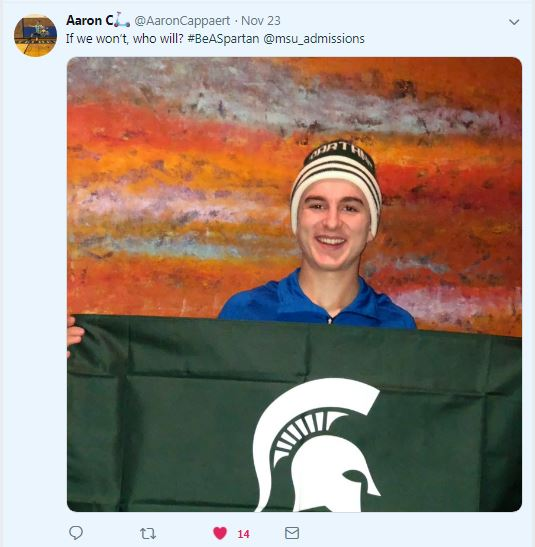 Aaron C🛴 @AaronCappaert · Nov 23
If we won't, who will? #BeASpartan @msu_admissions
14